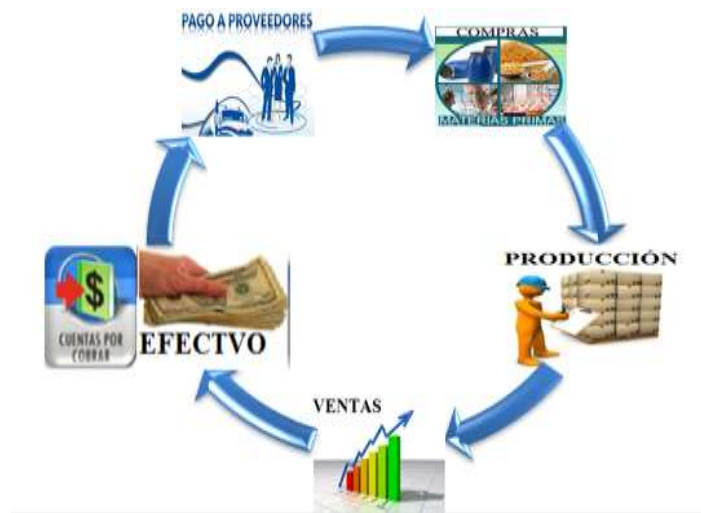 PAGO A PROVEEDORES
COMPRAS
MATERIAS PRIMAS
PRODUCCIÓN
VENTAS
CUENTAS POR
COBRAR
EFECTVO
$